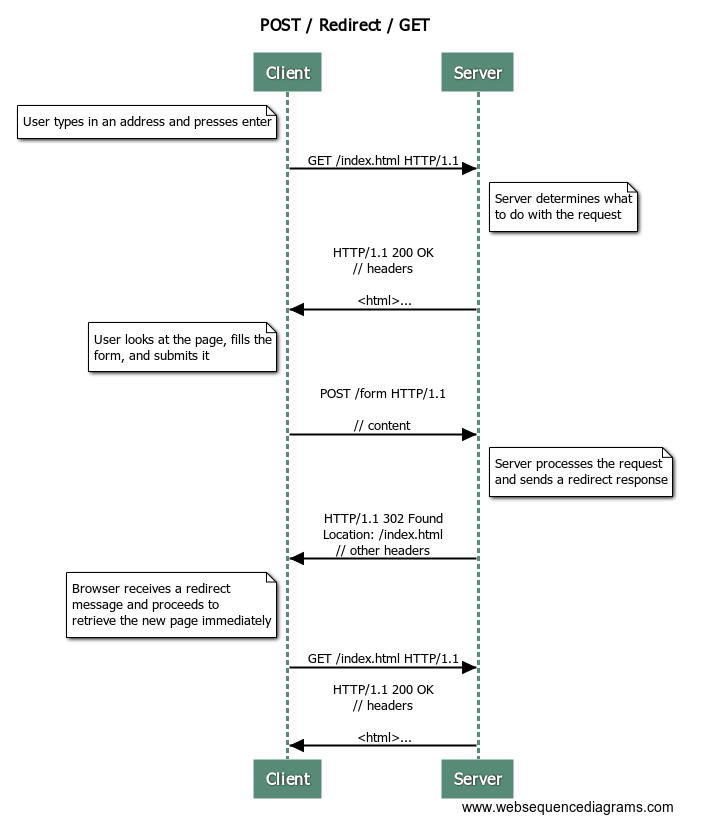 POST / Redirect / GET
Client
Server
User types in an address and presses enter
GET /index.html HTTP/1.1
Server determines what
to do with the request
HTTP/1.1 200 OK
// headers
<html>...
User looks at the page, fills the
form, and submits it
POST /form HTTP/1.1
// content
Server processes the request
and sends a redirect response
HTTP/1.1 302 Found
Location: /index.html
// other headers
Browser receives a redirect
message and proceeds to
retrieve the new page immediately
GET /index.html HTTP/1.1
HTTP/1.1 200 OK
// headers
<html>...
Client
Server
www.websequencediagrams.com